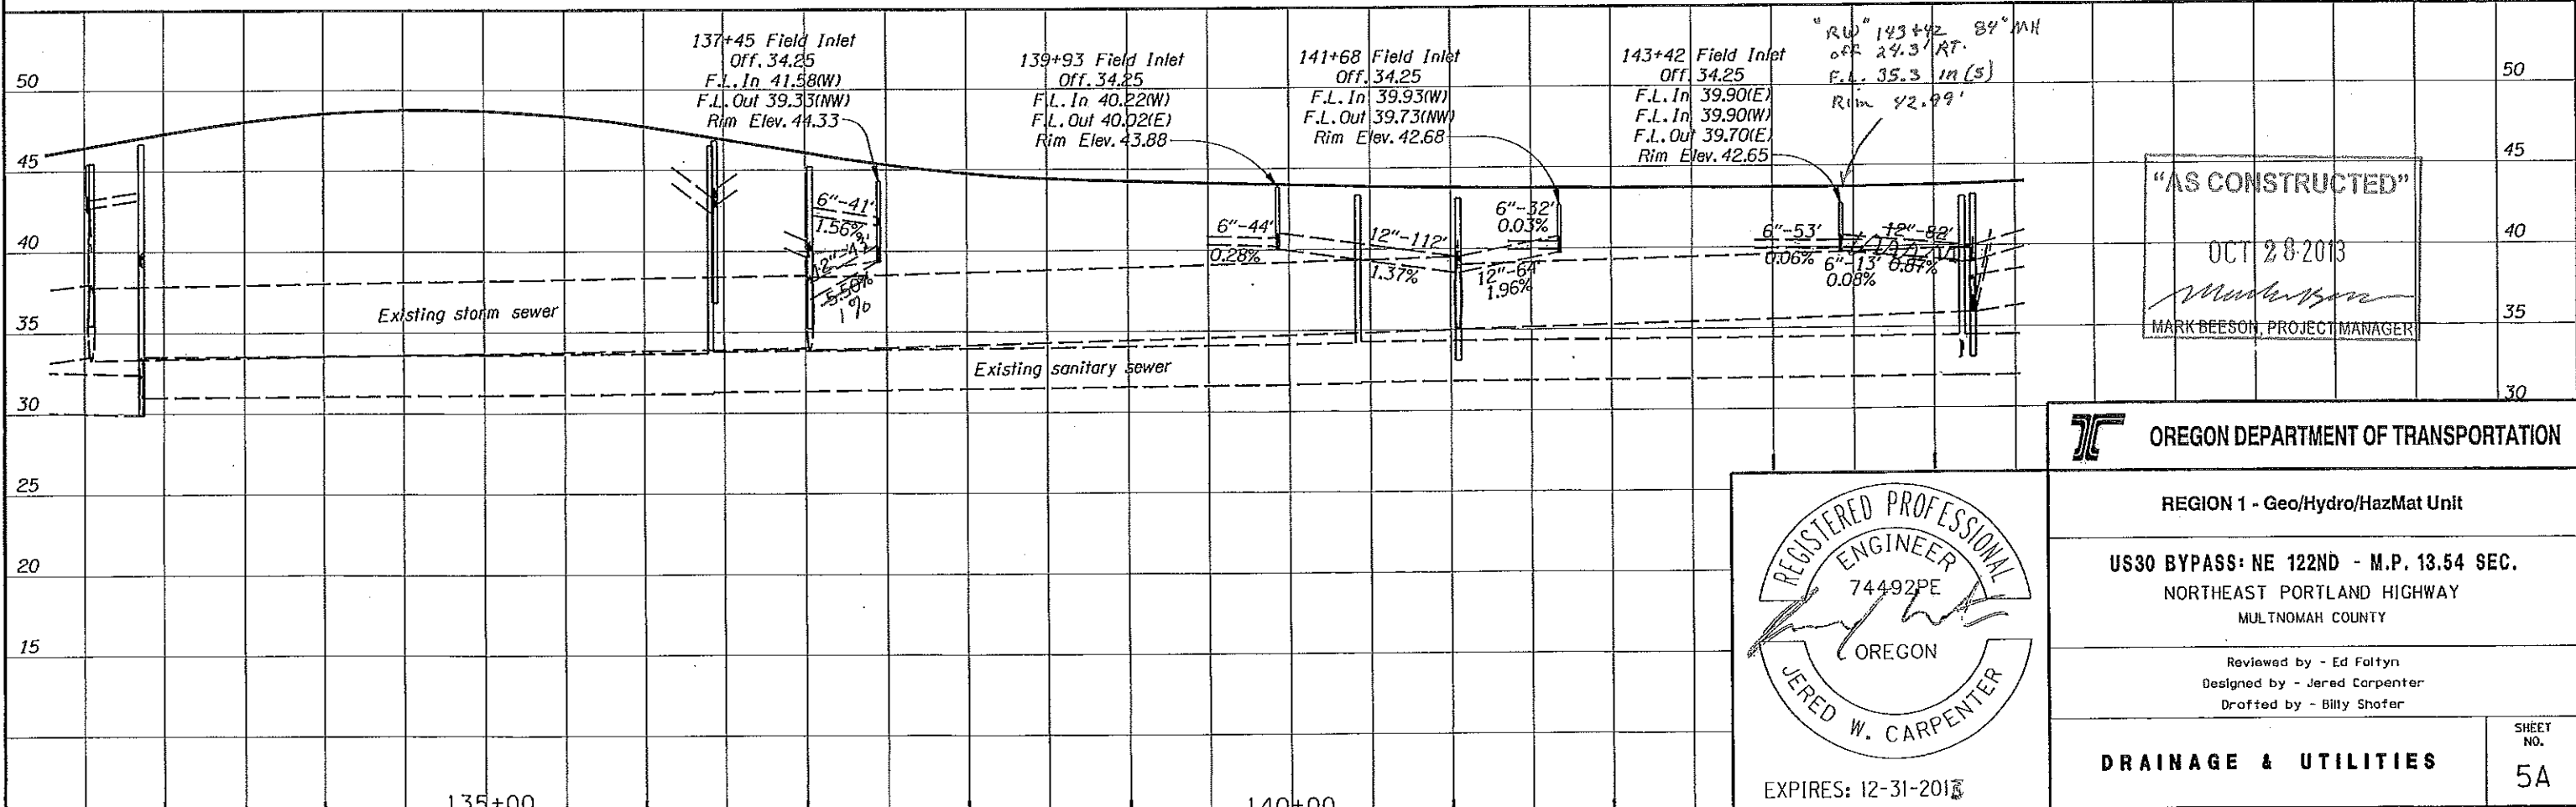 137+45 Field Inlet
Off. 34.25
F.L. In 41.58(W)
F.L. Out 39.33(NW)
Rim Elev. 44.33
139+93 Field Inlet
Off. 34.25
F.L. In 40.22(W)
F.L. Out 40.02(E)
Rim Elev. 43.88
141+68 Field Inlet
Off. 34.25
F.L. In 39.93(W)
F.L. Out 39.73(NW)
Rim Elev. 42.68
143+42 Field Inlet
Off. 34.25
F.L. In 39.90(E)
F.L. In 39.90(W)
F.L. Out 39.70(E)
Rim Elev. 42.65
"RW" 143+42 84" MH
off 24.3' RT.
F.L. 35.3 in (S)
Rim 42.99'
50
45
40
35
30
25
20
15
50
45
40
35
30
6"-41'
1.56%
12"-43'
5.50%
1%
6"-44'
0.28%
12"-112'
1.37%
12"-64'
1.96%
6"-32'
0.03%
6"-53'
0.06%
6"-13'
0.08%
12"-82'
0.87%
Existing storm sewer
Existing sanitary sewer
135+00
140+00
"AS CONSTRUCTED"
OCT 28 2013
MARK BEESON, PROJECT MANAGER
REGISTERED PROFESSIONAL
ENGINEER
74492PE
OREGON
JERED W. CARPENTER
EXPIRES: 12-31-201
OREGON DEPARTMENT OF TRANSPORTATION
REGION 1 - Geo/Hydro/HazMat Unit
US30 BYPASS: NE 122ND - M.P. 13.54 SEC.
NORTHEAST PORTLAND HIGHWAY
MULTNOMAH COUNTY
Reviewed by - Ed Foltyn
Designed by - Jered Carpenter
Drafted by - Billy Shafer
DRAINAGE & UTILITIES
SHEET
NO.
5A